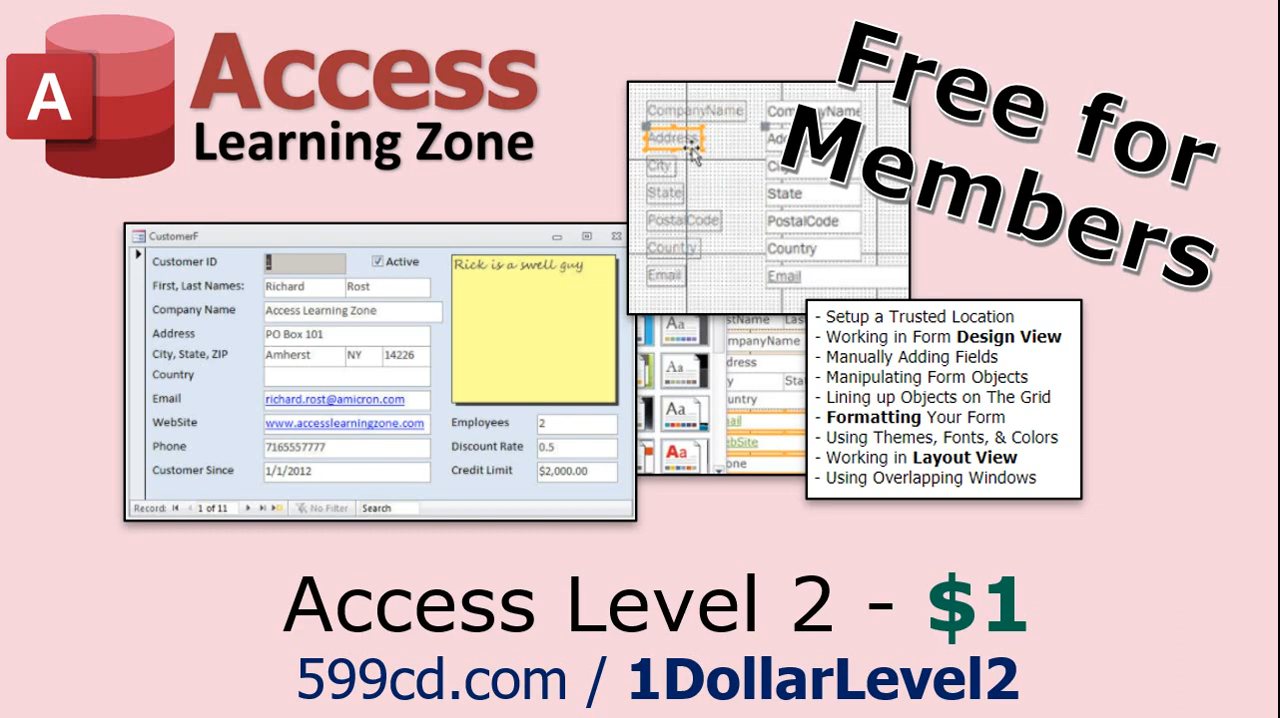 A
Access
Learning Zone
Free for
Members
CompanyName CompanyName
Address
City
State State
PostalCode PostalCode
Country Country
Email Email
CustomerF
Customer ID Active
First, Last Names: Richard Rost
Company Name Access Learning Zone
Address PO Box 101
City, State, ZIP Amherst NY 14226
Country
Email richard.rost@amicron.com
WebSite www.accesslearningzone.com
Phone 7165557777
Customer Since 1/1/2012
Rick is a swell guy
Employees 2
Discount Rate 0.5
Credit Limit $2,000.00
Record: 1 of 11 No Filter Search
Aa
Aa
Aa
Aa
- Setup a Trusted Location
- Working in Form Design View
- Manually Adding Fields
- Manipulating Form Objects
- Lining up Objects on The Grid
- Formatting Your Form
- Using Themes, Fonts, & Colors
- Working in Layout View
- Using Overlapping Windows
Access Level 2 - $1
599cd.com / 1DollarLevel2